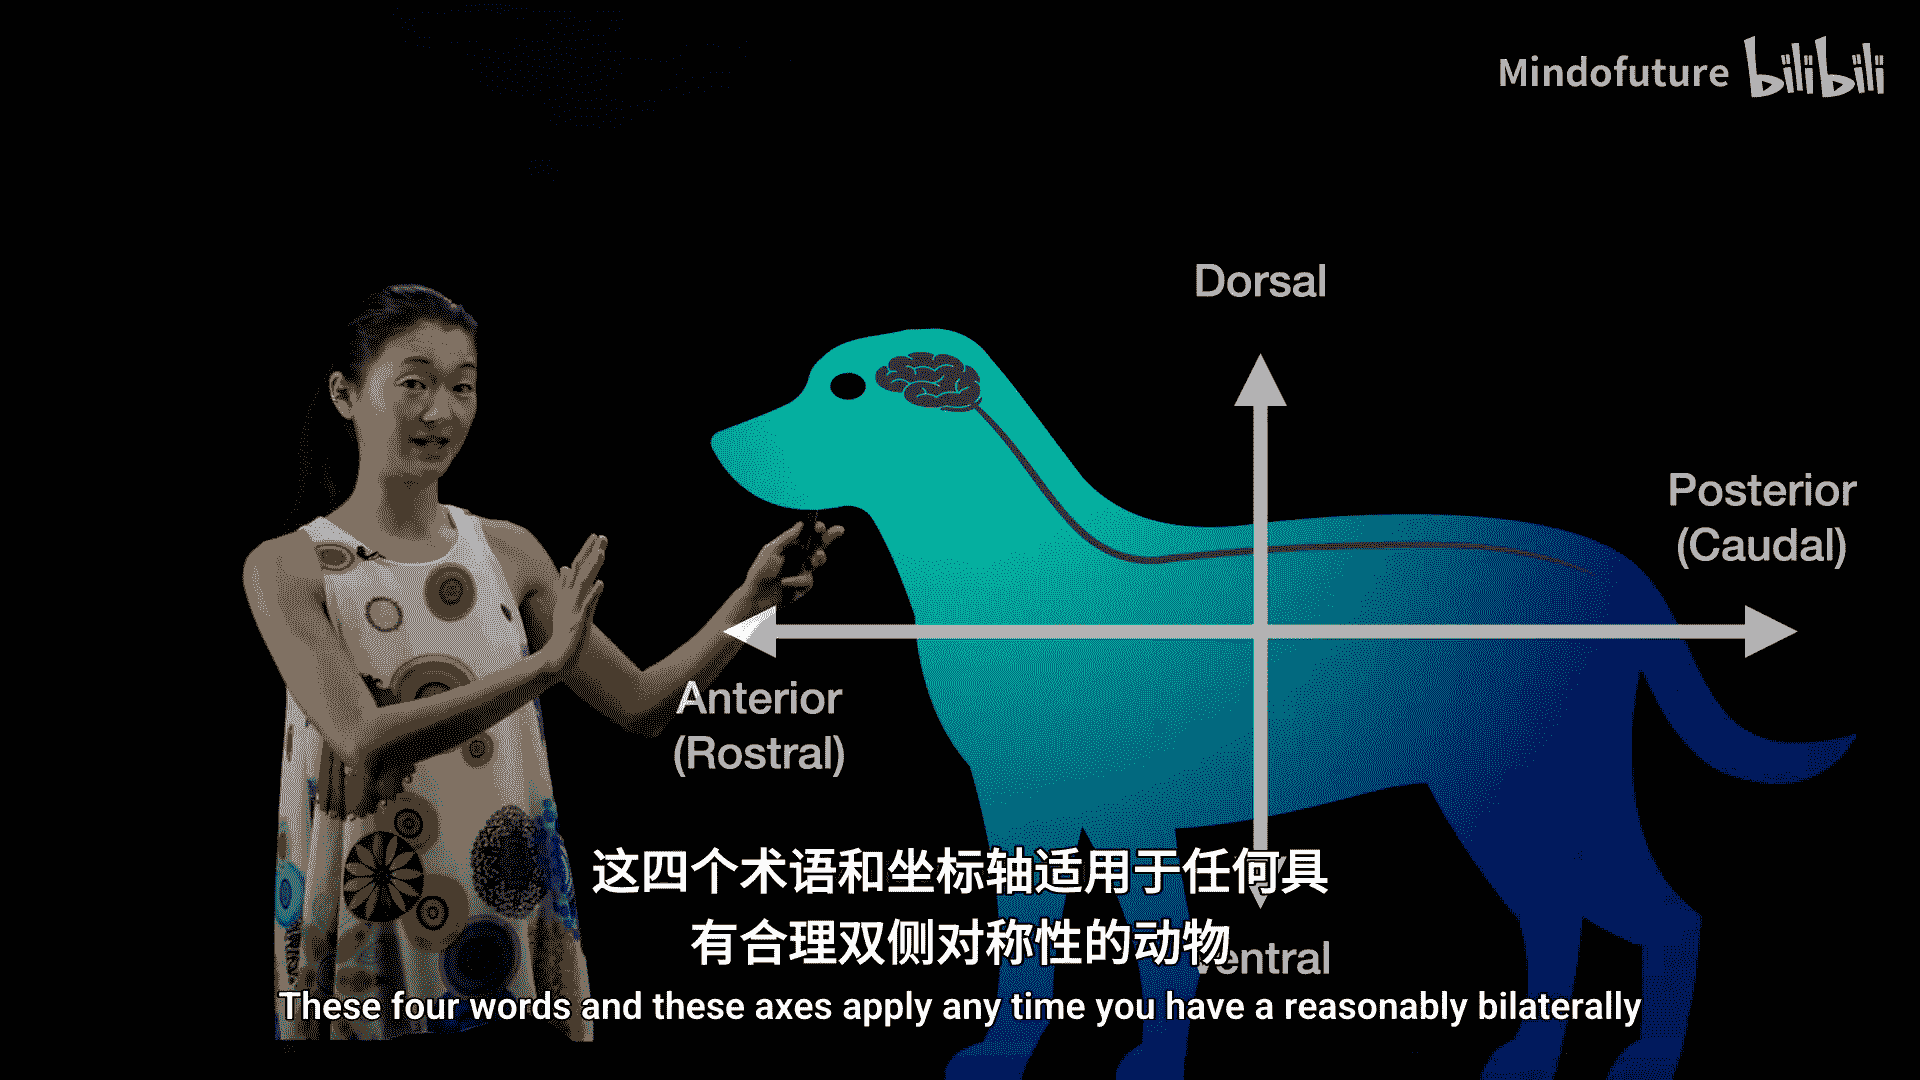 Mindofuture bilibili
Dorsal
Posterior
(Caudal)
Anterior
(Rostral)
这四个术语和坐标轴适用于任何具
有合理双侧对称性的动物
Ventral
These four words and these axes apply any time you have a reasonably bilaterally